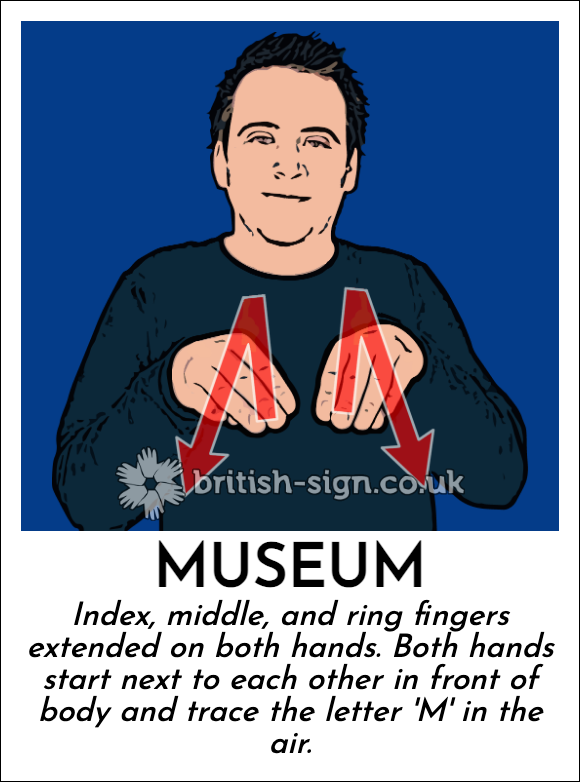 british-sign.co.uk
MUSEUM
Index, middle, and ring fingers
extended on both hands. Both hands
start next to each other in front of
body and trace the letter 'M' in the
air.